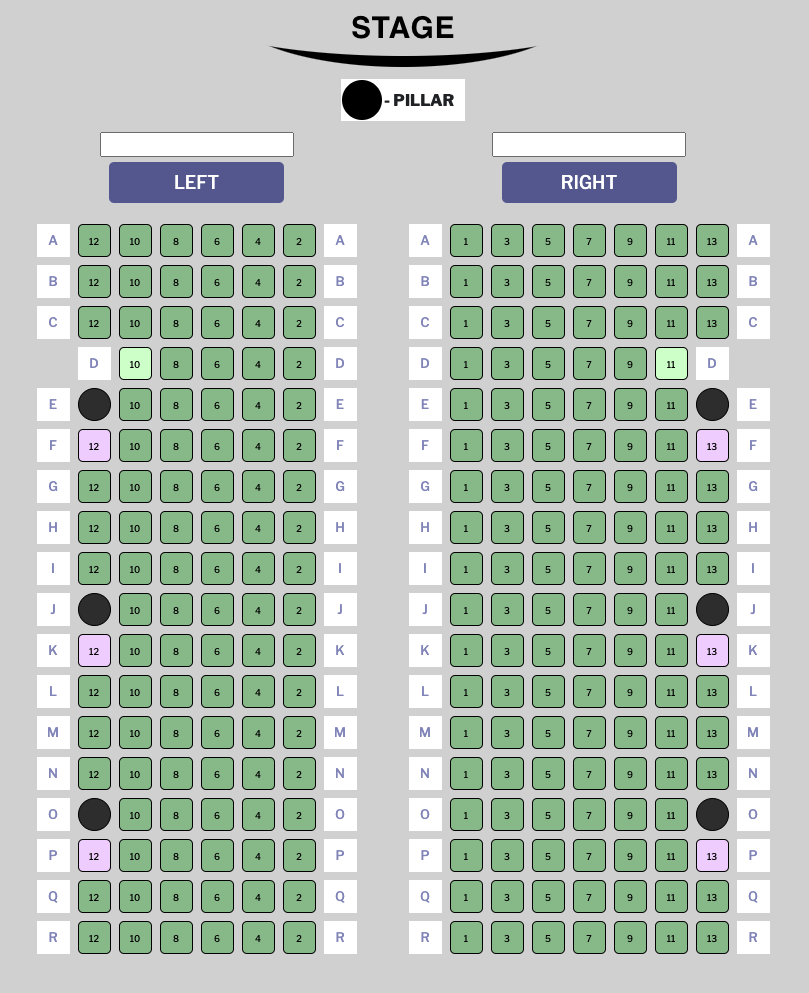 STAGE
- PILLAR
LEFT RIGHT
A 12 10 8 6 4 2 A A 1 3 5 7 9 11 13 A
B 12 10 8 6 4 2 B B 1 3 5 7 9 11 13 B
C 12 10 8 6 4 2 C C 1 3 5 7 9 11 13 C
D 10 8 6 4 2 D D 1 3 5 7 9 11 D
E 10 8 6 4 2 E E 1 3 5 7 9 11 E
F 12 10 8 6 4 2 F F 1 3 5 7 9 11 13 F
G 12 10 8 6 4 2 G G 1 3 5 7 9 11 13 G
H 12 10 8 6 4 2 H H 1 3 5 7 9 11 13 H
I 12 10 8 6 4 2 I I 1 3 5 7 9 11 13 I
J 10 8 6 4 2 J J 1 3 5 7 9 11 J
K 12 10 8 6 4 2 K K 1 3 5 7 9 11 13 K
L 12 10 8 6 4 2 L L 1 3 5 7 9 11 13 L
M 12 10 8 6 4 2 M M 1 3 5 7 9 11 13 M
N 12 10 8 6 4 2 N N 1 3 5 7 9 11 13 N
O 10 8 6 4 2 O O 1 3 5 7 9 11 O
P 12 10 8 6 4 2 P P 1 3 5 7 9 11 13 P
Q 12 10 8 6 4 2 Q Q 1 3 5 7 9 11 13 Q
R 12 10 8 6 4 2 R R 1 3 5 7 9 11 13 R